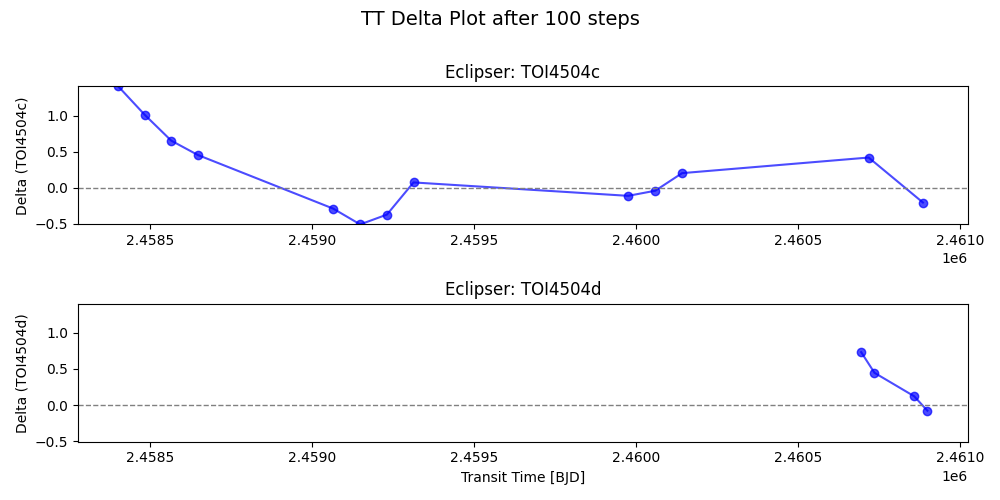 TT Delta Plot after 100 steps
Eclipser: TOI4504c
Delta (TOI4504c)
1.0
0.5
0.0
−0.5
2.4585 2.4590 2.4595 2.4600 2.4605 2.4610
1e6
Eclipser: TOI4504d
Delta (TOI4504d)
1.0
0.5
0.0
−0.5
2.4585 2.4590 2.4595 2.4600 2.4605 2.4610
1e6
Transit Time [BJD]